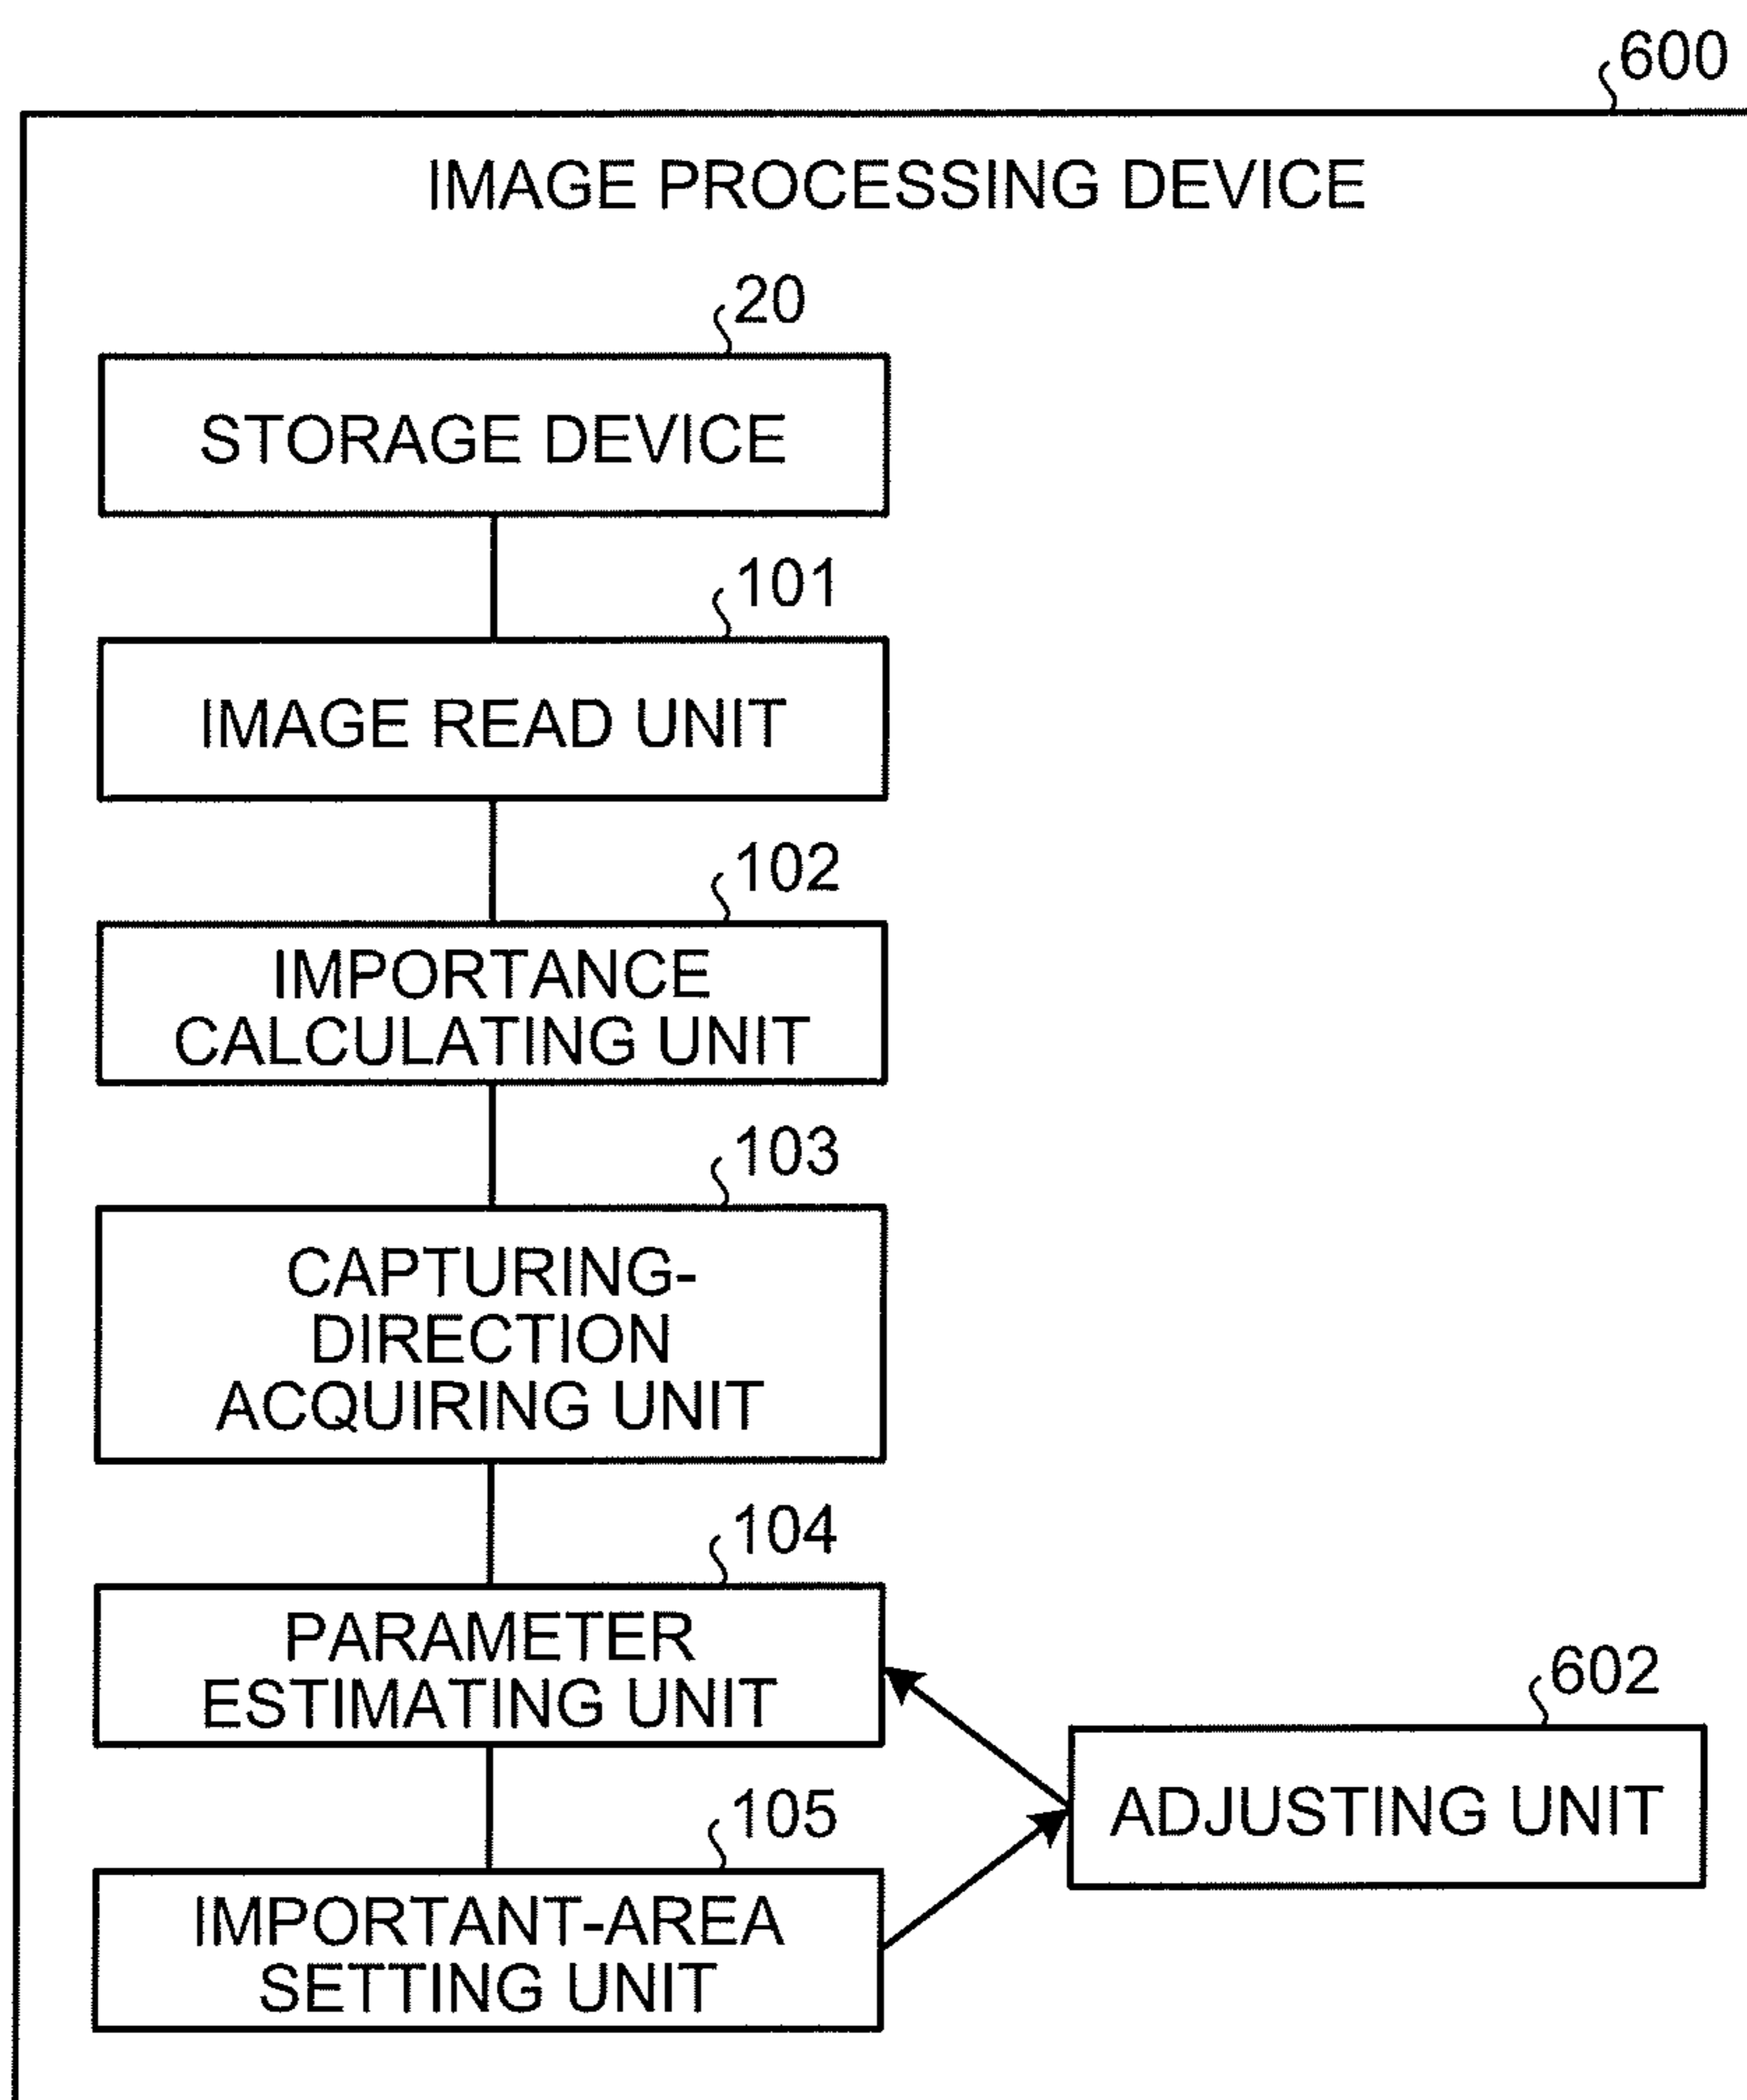 600
IMAGE PROCESSING DEVICE
20
STORAGE DEVICE
101
IMAGE READ UNIT
102
IMPORTANCE
CALCULATING UNIT
103
CAPTURING-
DIRECTION
ACQUIRING UNIT
104
PARAMETER
ESTIMATING UNIT
602
ADJUSTING UNIT
105
IMPORTANT-AREA
SETTING UNIT